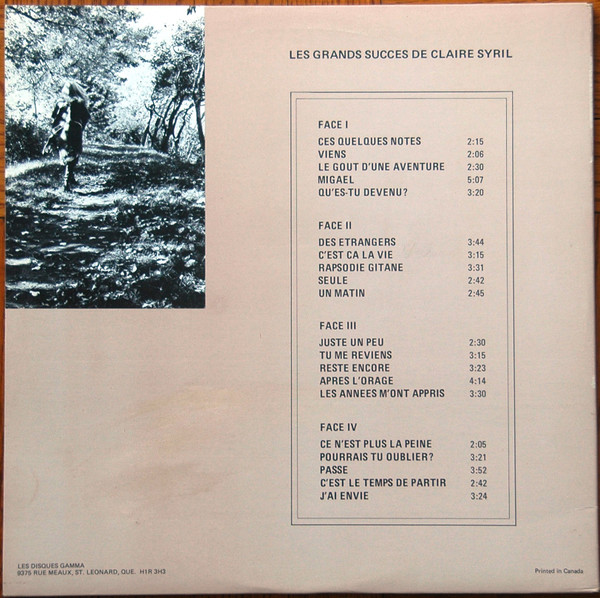 LES GRANDS SUCCES DE CLAIRE SYRIL
FACE I
CES QUELQUES NOTES 2:15
VIENS 2:06
LE GOUT D'UNE AVENTURE 2:30
MIGAEL 5:07
QU'ES-TU DEVENU? 3:20
FACE II
DES ETRANGERS 3:44
C'EST CA LA VIE 3:15
RAPSODIE GITANE 3:31
SEULE 2:42
UN MATIN 2:45
FACE III
JUSTE UN PEU 2:30
TU ME REVIENS 3:15
RESTE ENCORE 3:23
APRES L'ORAGE 4:14
LES ANNEES M'ONT APPRIS 3:30
FACE IV
CE N'EST PLUS LA PEINE 2:05
POURRAIS TU OUBLIER? 3:21
PASSE 3:52
C'EST LE TEMPS DE PARTIR 2:42
J'AI ENVIE 3:24
LES DISQUES GAMMA
9375 RUE MEAUX, ST. LEONARD, QUE. H1R 3H3
Printed in Canada